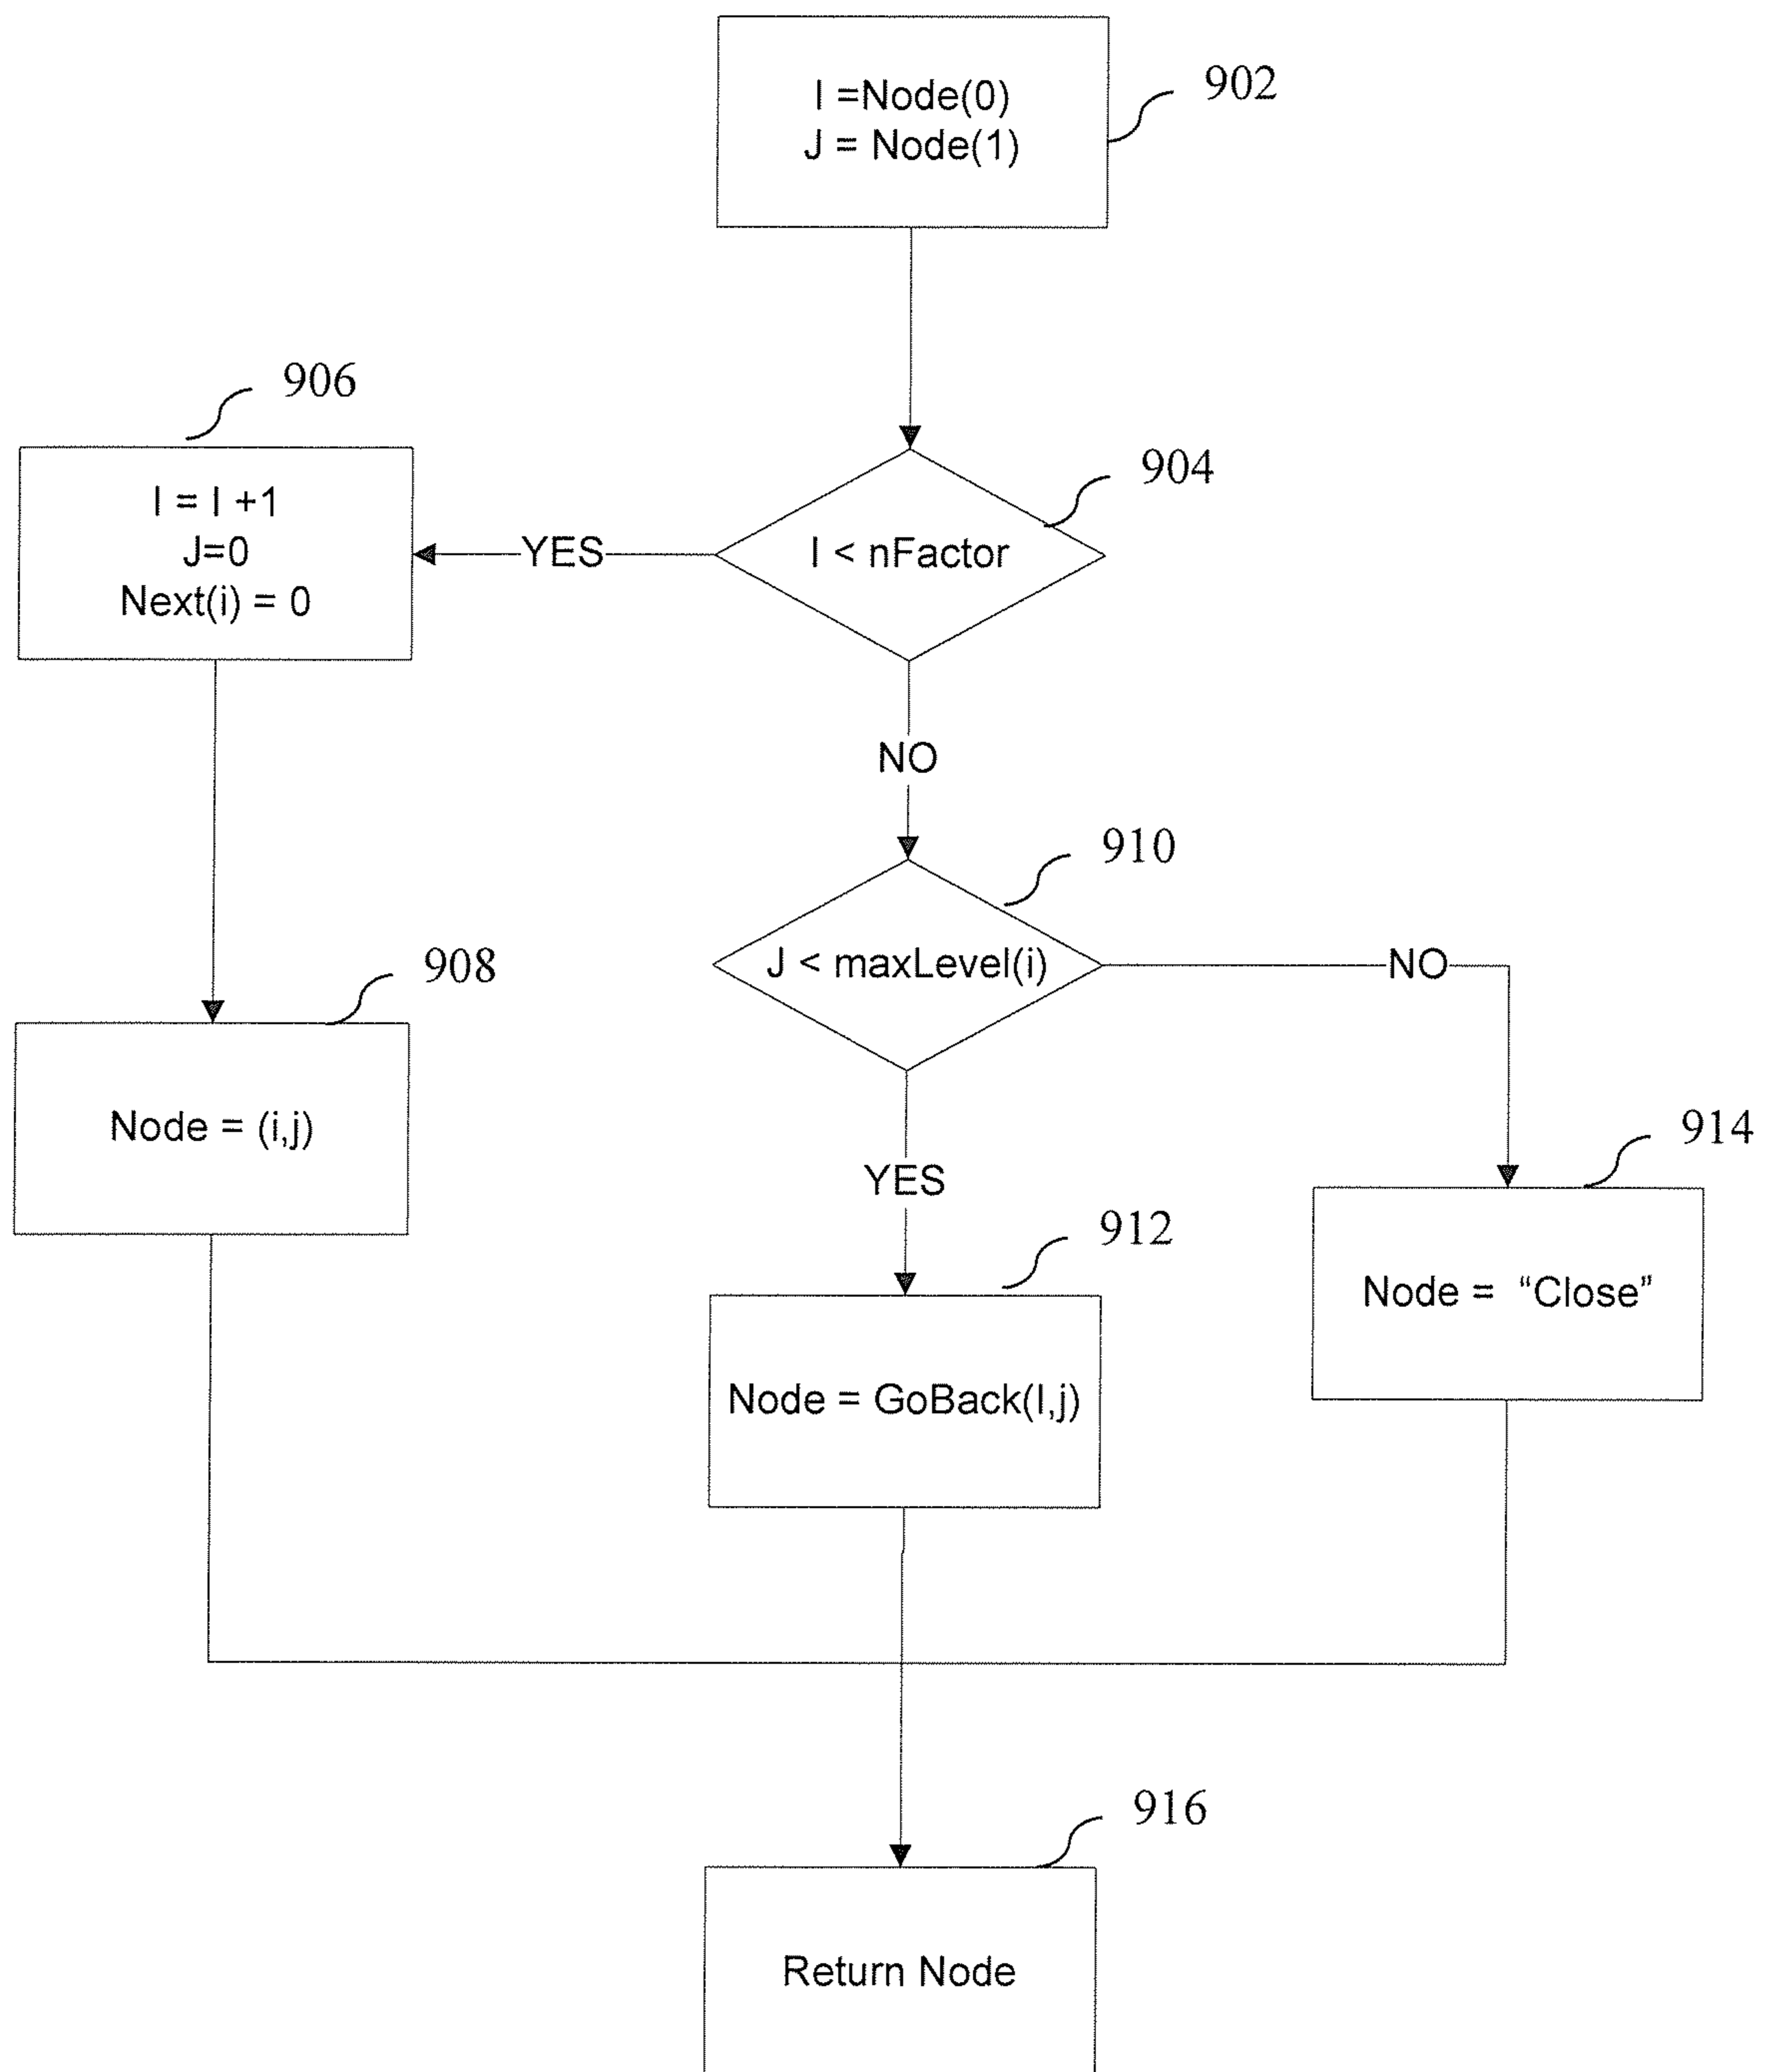 I =Node(0)
J = Node(1)
902
906
904
I = I +1
J=0
Next(i) = 0
YES
I < nFactor
NO
910
908
J < maxLevel(i)
NO
Node = (i,j)
914
YES
912
Node = "Close"
Node = GoBack(I,j)
916
Return Node